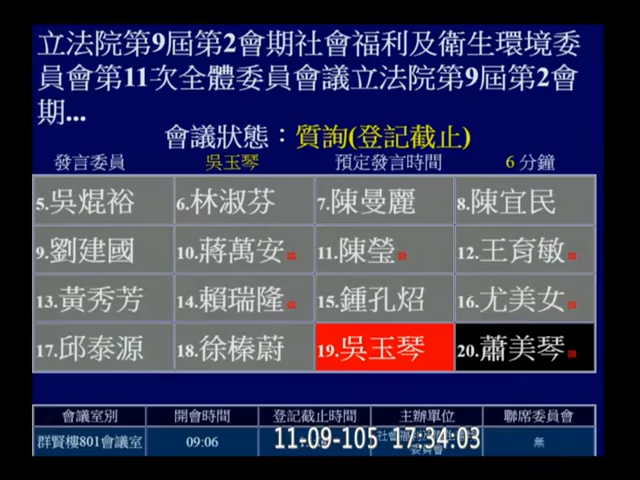 立法院第9屆第2會期社會福利及衛生環境委
員會第11次全體委員會議立法院第9屆第2會
期...
會議狀態：質詢(登記截止)
發言委員 吳玉琴 預定發言時間 6 分鐘
5.吳焜裕 6.林淑芬 7.陳曼麗 8.陳宜民
9.劉建國 10.蔣萬安 11.陳瑩 12.王育敏
13.黃秀芳 14.賴瑞隆 15.鍾孔炤 16.尤美女
17.邱泰源 18.徐榛蔚 19.吳玉琴 20.蕭美琴
會議室別 開會時間 登記截止時間 主辦單位 聯席委員會
群賢樓801會議室 09:06 11-09-105 17:34:03 無